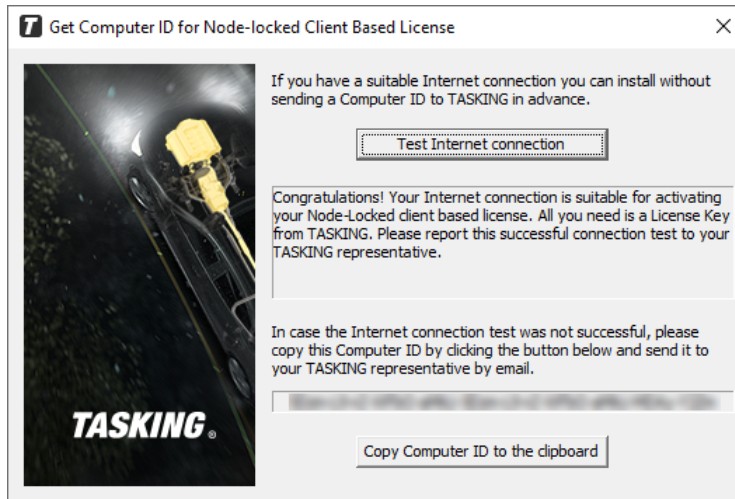 Get Computer ID for Node-locked Client Based License
If you have a suitable Internet connection you can install without
sending a Computer ID to TASKING in advance.
Test Internet connection
Congratulations! Your Internet connection is suitable for activating
your Node-Locked client based license. All you need is a License Key
from TASKING. Please report this successful connection test to your
TASKING representative.
In case the Internet connection test was not successful, please
copy this Computer ID by clicking the button below and send it to
your TASKING representative by email.
TASKING®
Copy Computer ID to the clipboard